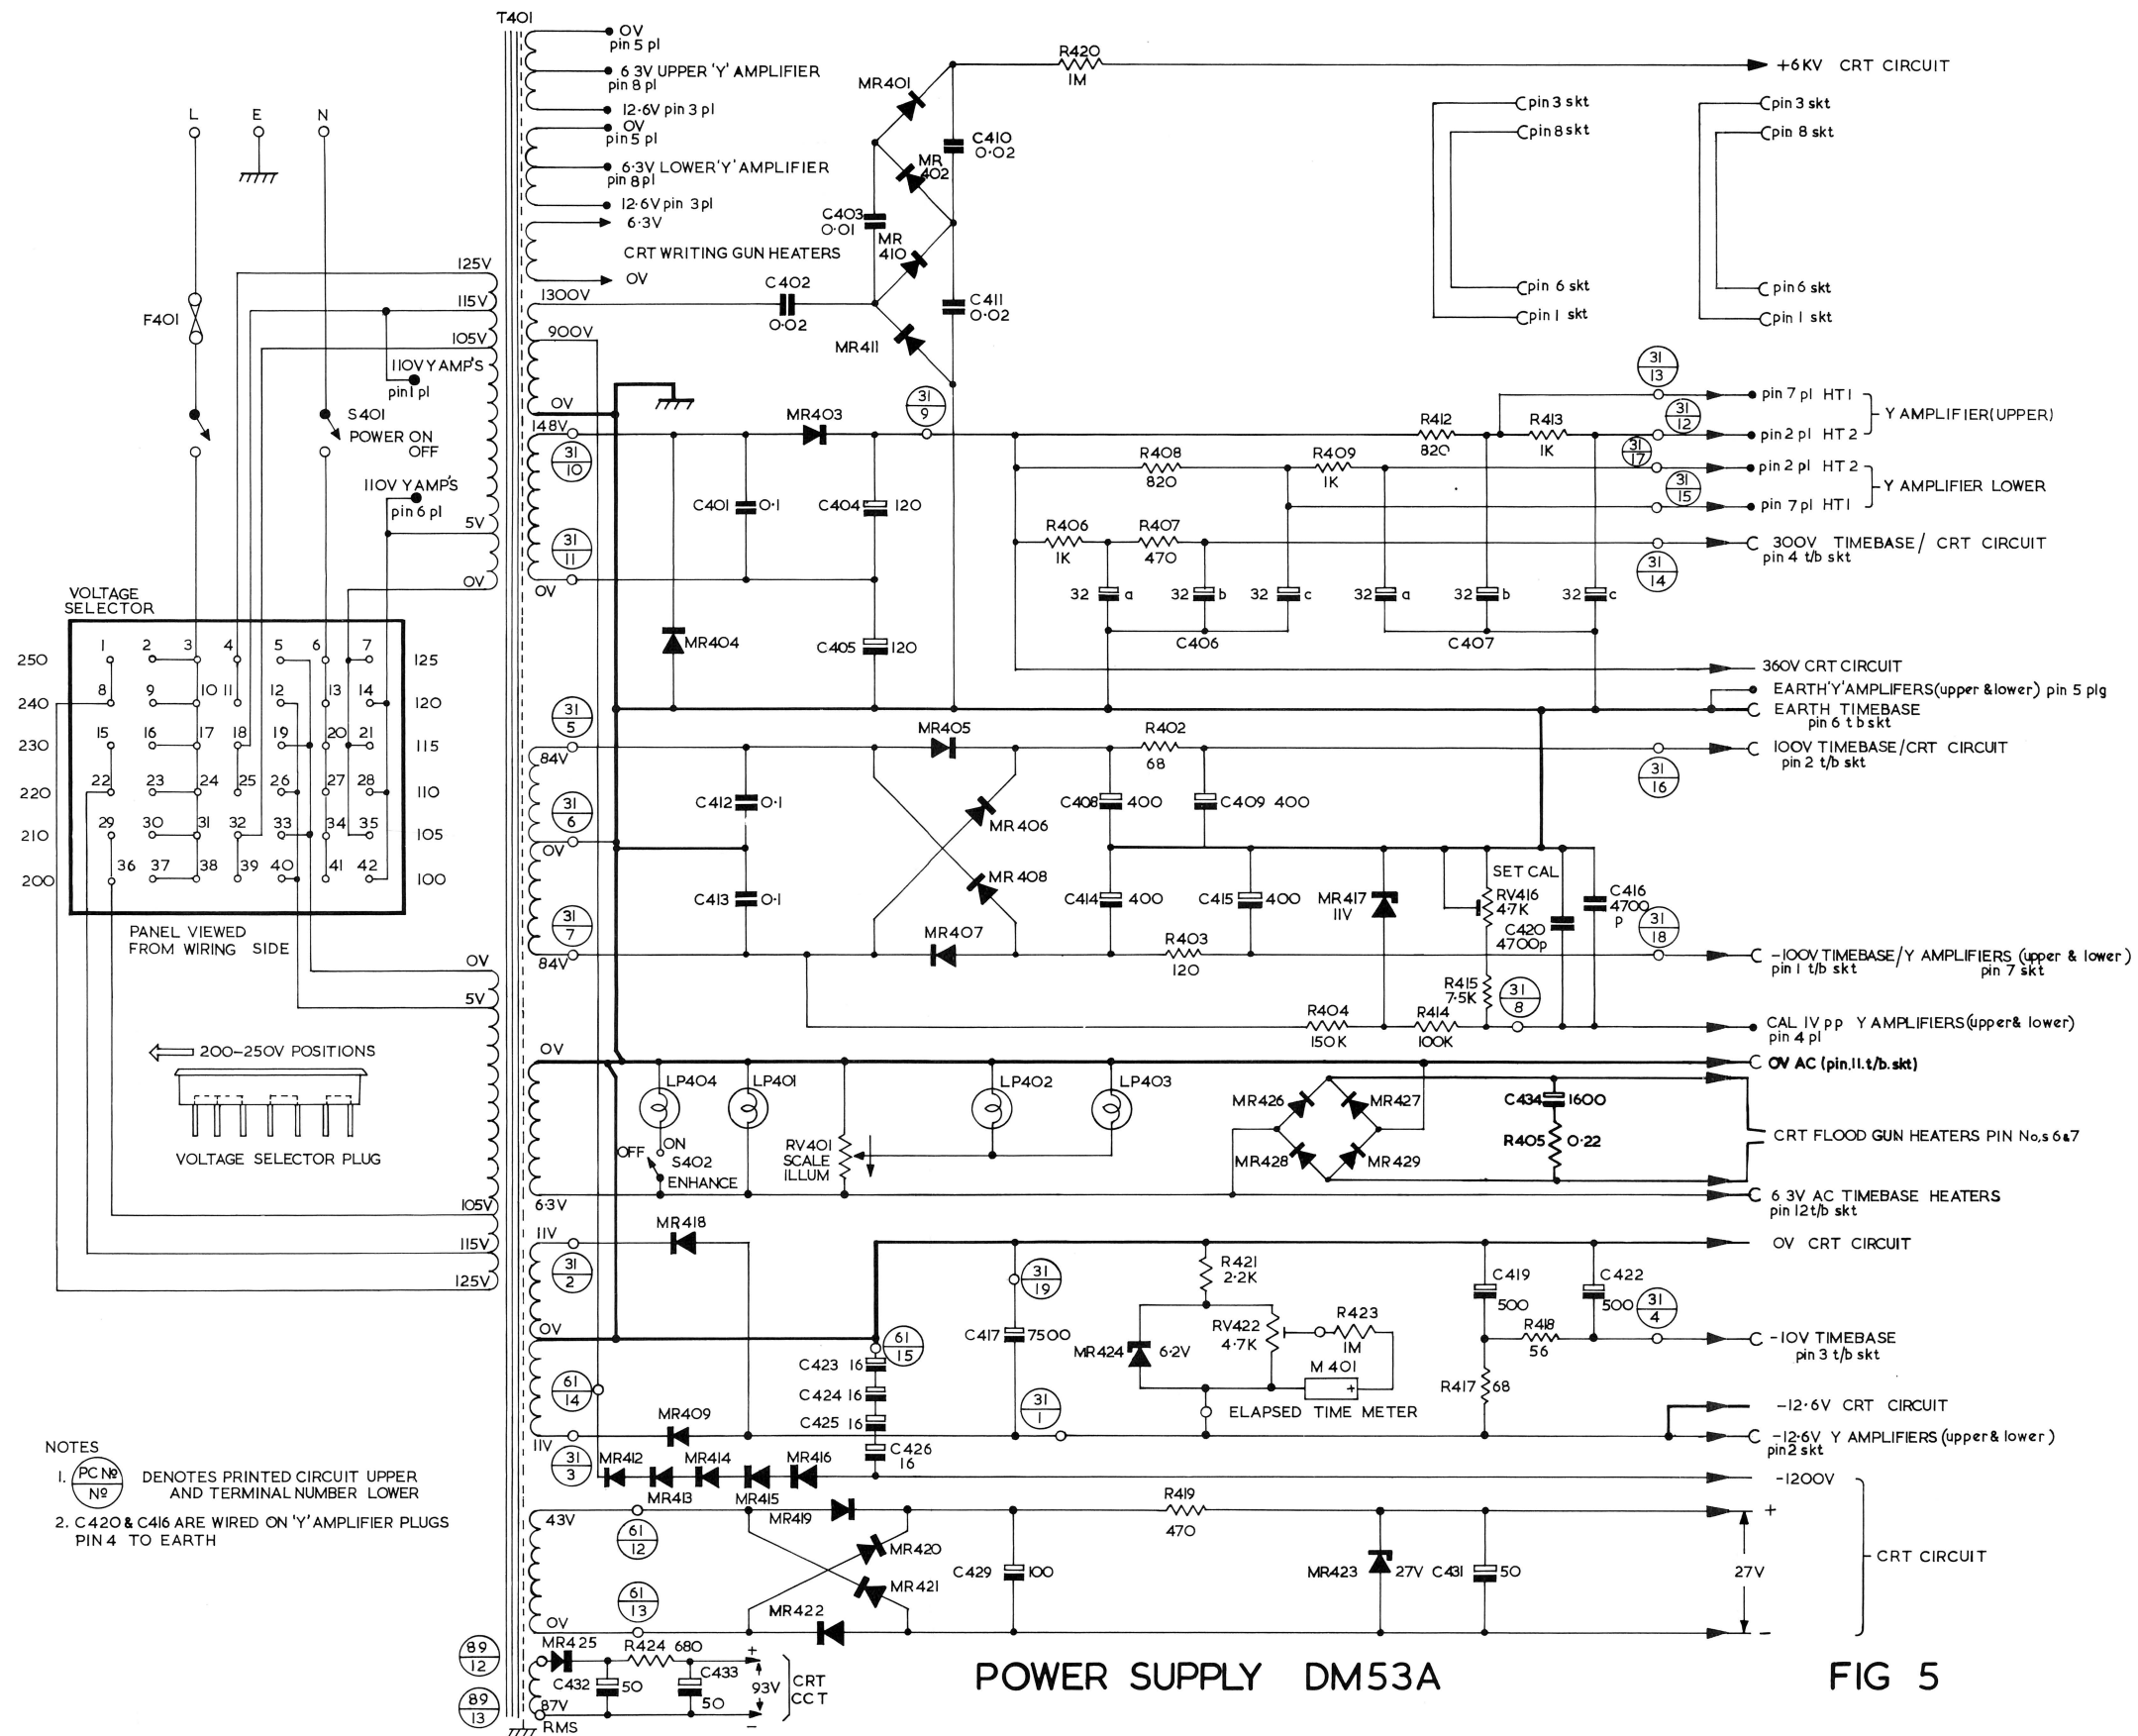 T401
0V
pin 5 pl
6 3V UPPER 'Y' AMPLIFIER
pin 8 pl
12·6V pin 3 pl
0V
pin 5 pl
6·3V LOWER 'Y' AMPLIFIER
pin 8 pl
12·6V pin 3 pl
6·3V
CRT WRITING GUN HEATERS
0V
1300V
900V
0V
L
E
N
F401
S401
POWER ON
OFF
125V
115V
105V
110V Y AMP'S
pin 1 pl
110V Y AMP'S
pin 6 pl
5V
0V
MR401
R420
1M
+6KV CRT CIRCUIT
C410
0·02
MR
402
C403
0·01
MR
410
C402
0·02
C411
0·02
MR411
pin 3 skt
pin 8 skt
pin 6 skt
pin 1 skt
pin 3 skt
pin 8 skt
pin 6 skt
pin 1 skt
148V
31
10
31
11
0V
MR403
31
9
C401 0·1
C404 120
MR404
C405 120
R412
820
R413
1K
31
13
31
12
31
17
31
15
31
14
pin 7 pl HT1
pin 2 pl HT 2
Y AMPLIFIER (UPPER)
pin 2 pl HT 2
pin 7 pl HT1
Y AMPLIFIER LOWER
R408
820
R409
1K
R406
1K
R407
470
300V TIMEBASE/ CRT CIRCUIT
pin 4 t/b skt
32 a
32 b
32 c
32 a
32 b
32 c
C406
C407
360V CRT CIRCUIT
EARTH 'Y' AMPLIFERS (upper & lower) pin 5 plg
EARTH TIMEBASE
pin 6 t b skt
VOLTAGE
SELECTOR
250 1 2 3 4 5 6 7 125
240 8 9 10 11 12 13 14 120
230 15 16 17 18 19 20 21 115
220 22 23 24 25 26 27 28 110
210 29 30 31 32 33 34 35 105
200 36 37 38 39 40 41 42 100
PANEL VIEWED
FROM WIRING SIDE
200-250V POSITIONS
VOLTAGE SELECTOR PLUG
0V
5V
105V
115V
125V
31
5
84V
31
6
0V
31
7
84V
C412 0·1
C413 0·1
MR405
MR406
MR408
MR407
R402
68
C408 400
C409 400
C414 400
C415 400
R403
120
MR417
11V
SET CAL
RV416
4·7K
C420
4700p
C416
4700
p
R415
7·5K
31
8
31
16
31
18
100V TIMEBASE/CRT CIRCUIT
pin 2 t/b skt
-100V TIMEBASE/Y AMPLIFIERS (upper & lower)
pin 1 t/b skt pin 7 skt
R404
150K
R414
100K
CAL 1V pp Y AMPLIFIERS (upper & lower)
pin 4 pl
0V
LP404
LP401
LP402
LP403
OFF
ON
S402
ENHANCE
RV401
SCALE
ILLUM
6·3V
0V AC (pin.11.t/b.skt)
MR426
MR427
MR428
MR429
C434 1600
R405 0·22
CRT FLOOD GUN HEATERS PIN No,s 6&7
6 3V AC TIMEBASE HEATERS
pin 12 t/b skt
11V
31
2
0V
61
14
11V
31
3
MR418
MR409
61
15
C423 16
C424 16
C425 16
C426
16
31
19
C417 7500
31
1
R421
2·2K
MR424 6·2V
RV422
4·7K
R423
1M
M 401
+
ELAPSED TIME METER
C419
500
C422
500
31
4
R418
56
R417 68
0V CRT CIRCUIT
-10V TIMEBASE
pin 3 t/b skt
-12·6V CRT CIRCUIT
-12·6V Y AMPLIFIERS (upper & lower)
pin 2 skt
MR412
MR413
MR414
MR415
MR416
-1200V
43V
61
12
61
13
0V
MR419
MR420
MR421
MR422
C429 100
R419
470
MR423 27V
C431 50
+
27V
−
CRT CIRCUIT
89
12
89
13
MR425
R424 680
C432 50
C433
50
87V
RMS
+
93V
−
CRT
CCT
NOTES
1. PC Nº
Nº
DENOTES PRINTED CIRCUIT UPPER
AND TERMINAL NUMBER LOWER
2. C420 & C416 ARE WIRED ON 'Y' AMPLIFIER PLUGS
PIN 4 TO EARTH
POWER SUPPLY DM53A
FIG 5